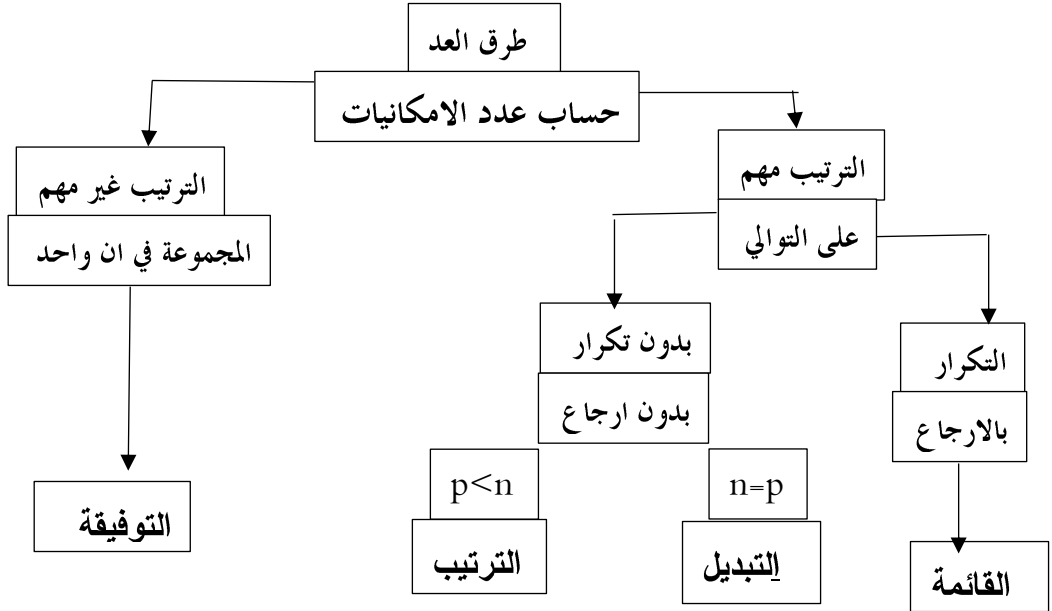 طرق العد
حساب عدد الامكانيات
الترتيب مهم
على التوالي
الترتيب غير مهم
المجموعة في ان واحد
بدون تكرار
بدون ارجاع
التكرار
بالارجاع
n=p
p<n
التوفيقة
القائمة
التبديل
الترتيب